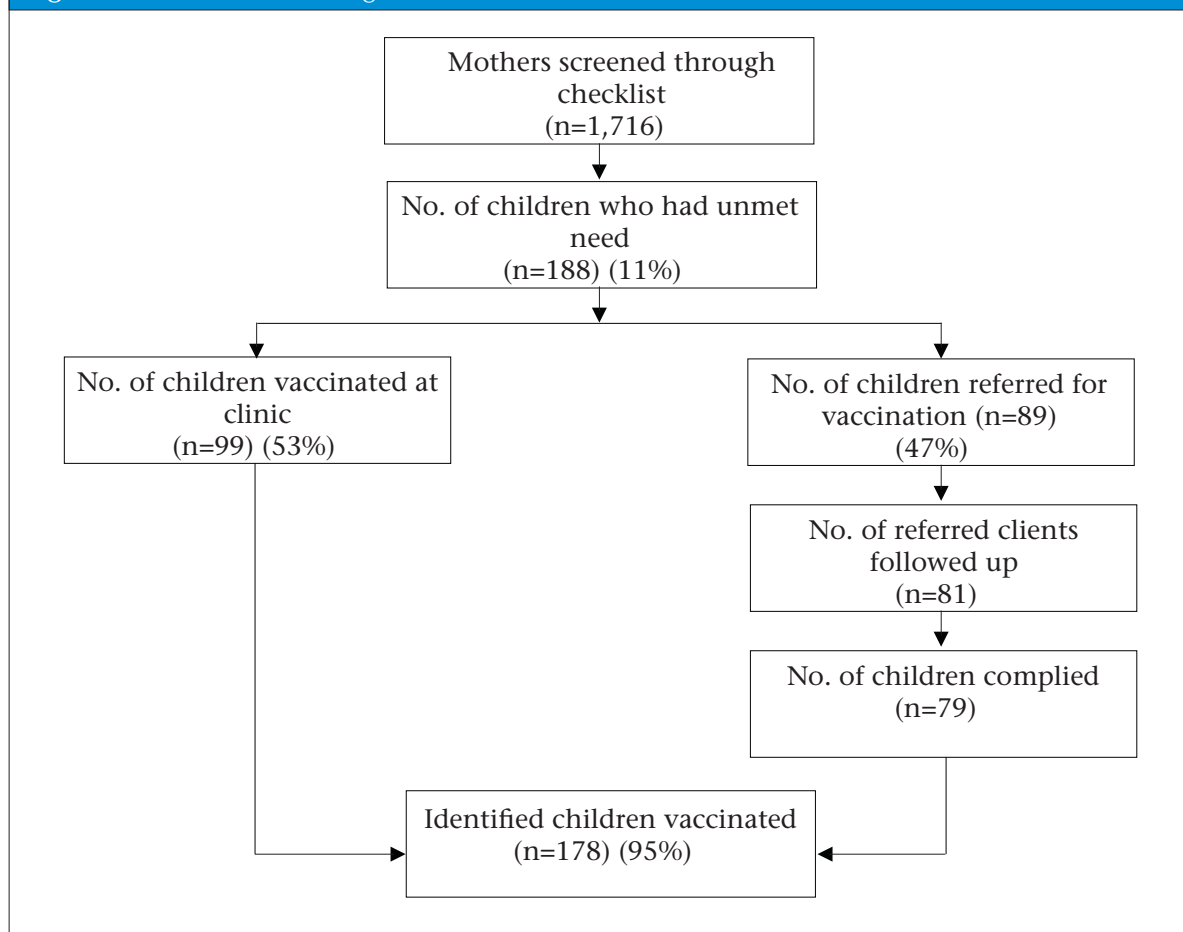 Mothers screened through
checklist
(n=1,716)
No. of children who had unmet
need
(n=188) (11%)
No. of children vaccinated at
clinic
(n=99) (53%)
No. of children referred for
vaccination (n=89)
(47%)
No. of referred clients
followed up
(n=81)
No. of children complied
(n=79)
Identified children vaccinated
(n=178) (95%)